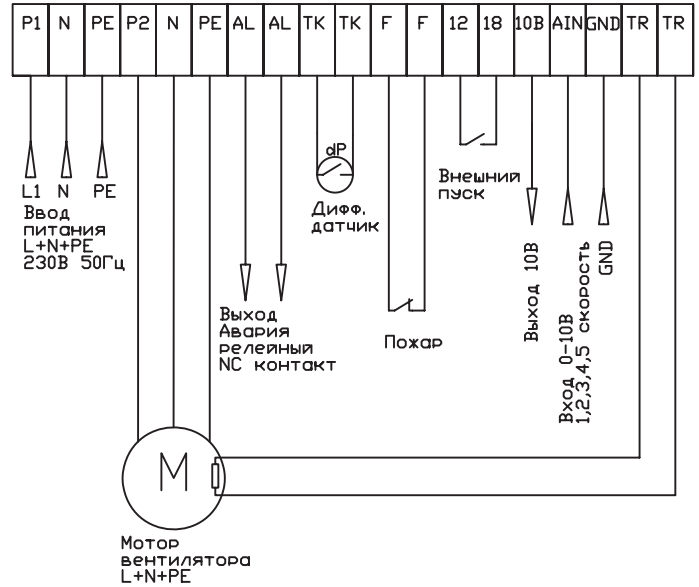 P1 N PE P2 N PE AL AL TK TK F F 12 18 10В AIN GND TR TR
dP
L1 N PE
Ввод
питания
L+N+PE
230В 50Гц
Дифф.
датчик
Внешний
пуск
Выход
Авария
релейный
NC контакт
Пожар
Выход 10В
Вход 0-10В
1,2,3,4,5 скорость
GND
M
Мотор
вентилятора
L+N+PE